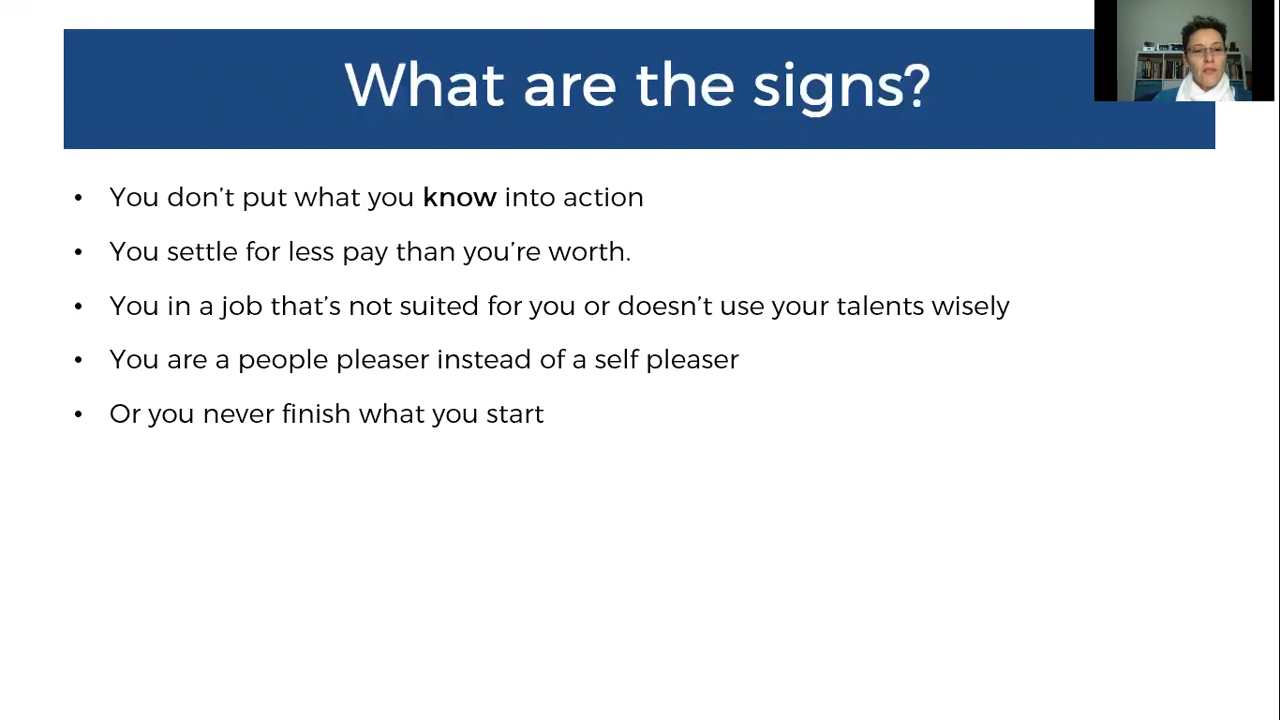 What are the signs?
• You don't put what you know into action
• You settle for less pay than you're worth.
• You in a job that's not suited for you or doesn't use your talents wisely
• You are a people pleaser instead of a self pleaser
• Or you never finish what you start